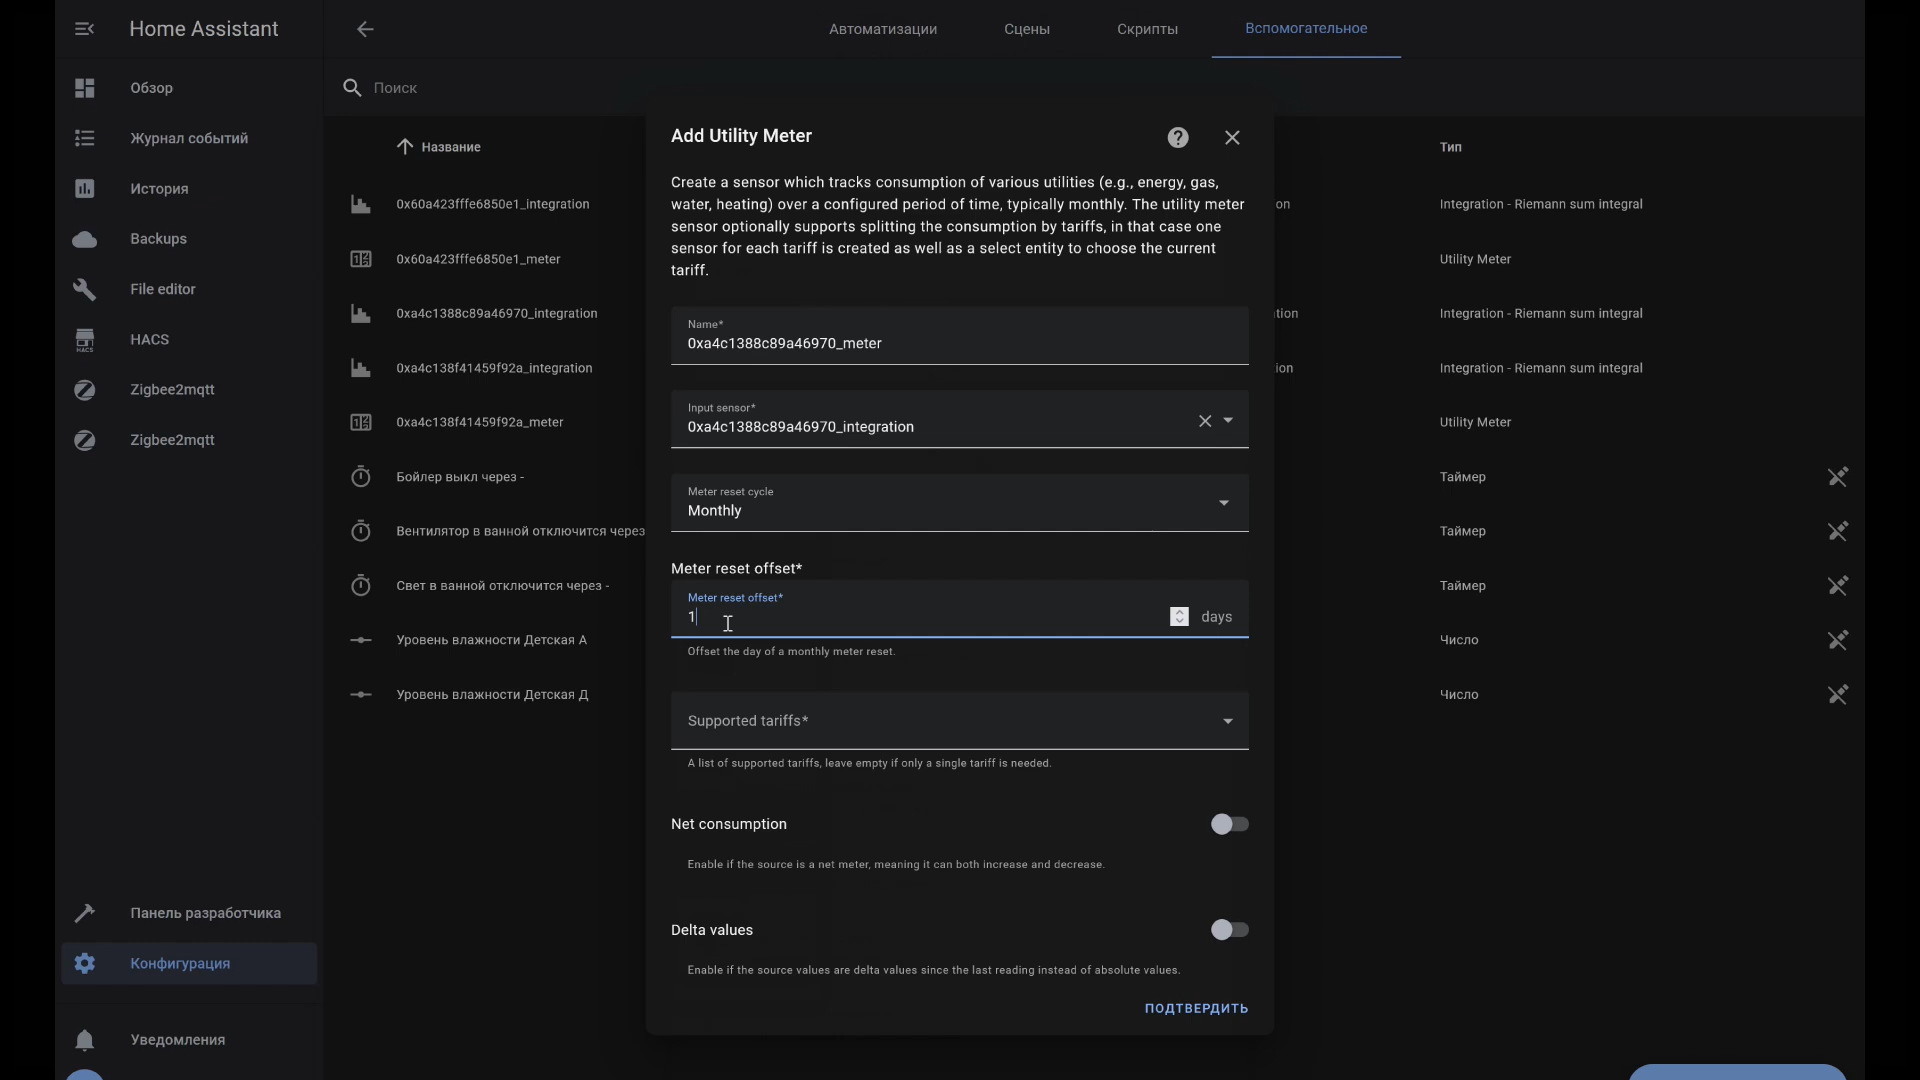 Home Assistant
Автоматизации
Сцены
Скрипты
Вспомогательное
Обзор
Журнал событий
История
Backups
File editor
HACS
HACS
Zigbee2mqtt
Zigbee2mqtt
Панель разработчика
Конфигурация
Уведомления
Поиск
Название
Тип
0x60a423fffe6850e1_integration
on
Integration - Riemann sum integral
0x60a423fffe6850e1_meter
Utility Meter
0xa4c1388c89a46970_integration
tion
Integration - Riemann sum integral
0xa4c138f41459f92a_integration
ion
Integration - Riemann sum integral
0xa4c138f41459f92a_meter
Utility Meter
Бойлер выкл через -
Таймер
Вентилятор в ванной отключится через
Таймер
Свет в ванной отключится через -
Таймер
Уровень влажности Детская А
Число
Уровень влажности Детская Д
Число
Add Utility Meter
Create a sensor which tracks consumption of various utilities (e.g., energy, gas,
water, heating) over a configured period of time, typically monthly. The utility meter
sensor optionally supports splitting the consumption by tariffs, in that case one
sensor for each tariff is created as well as a select entity to choose the current
tariff.
Name*
0xa4c1388c89a46970_meter
Input sensor*
0xa4c1388c89a46970_integration
Meter reset cycle
Monthly
Meter reset offset*
Meter reset offset*
1
days
Offset the day of a monthly meter reset.
Supported tariffs*
A list of supported tariffs, leave empty if only a single tariff is needed.
Net consumption
Enable if the source is a net meter, meaning it can both increase and decrease.
Delta values
Enable if the source values are delta values since the last reading instead of absolute values.
ПОДТВЕРДИТЬ